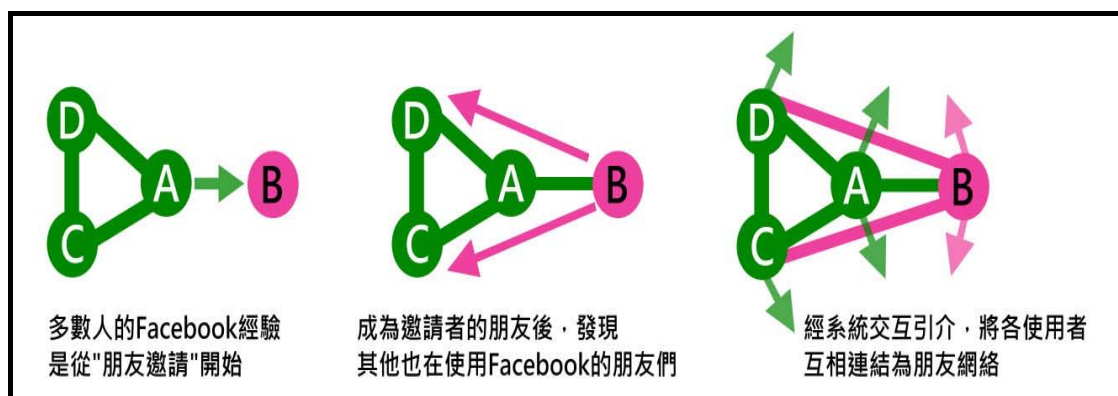 D
A
B
C
多數人的Facebook經驗
是從"朋友邀請"開始
D
A
B
C
成為邀請者的朋友後，發現
其他也在使用Facebook的朋友們
D
A
B
C
經系統交互引介，將各使用者
互相連結為朋友網絡